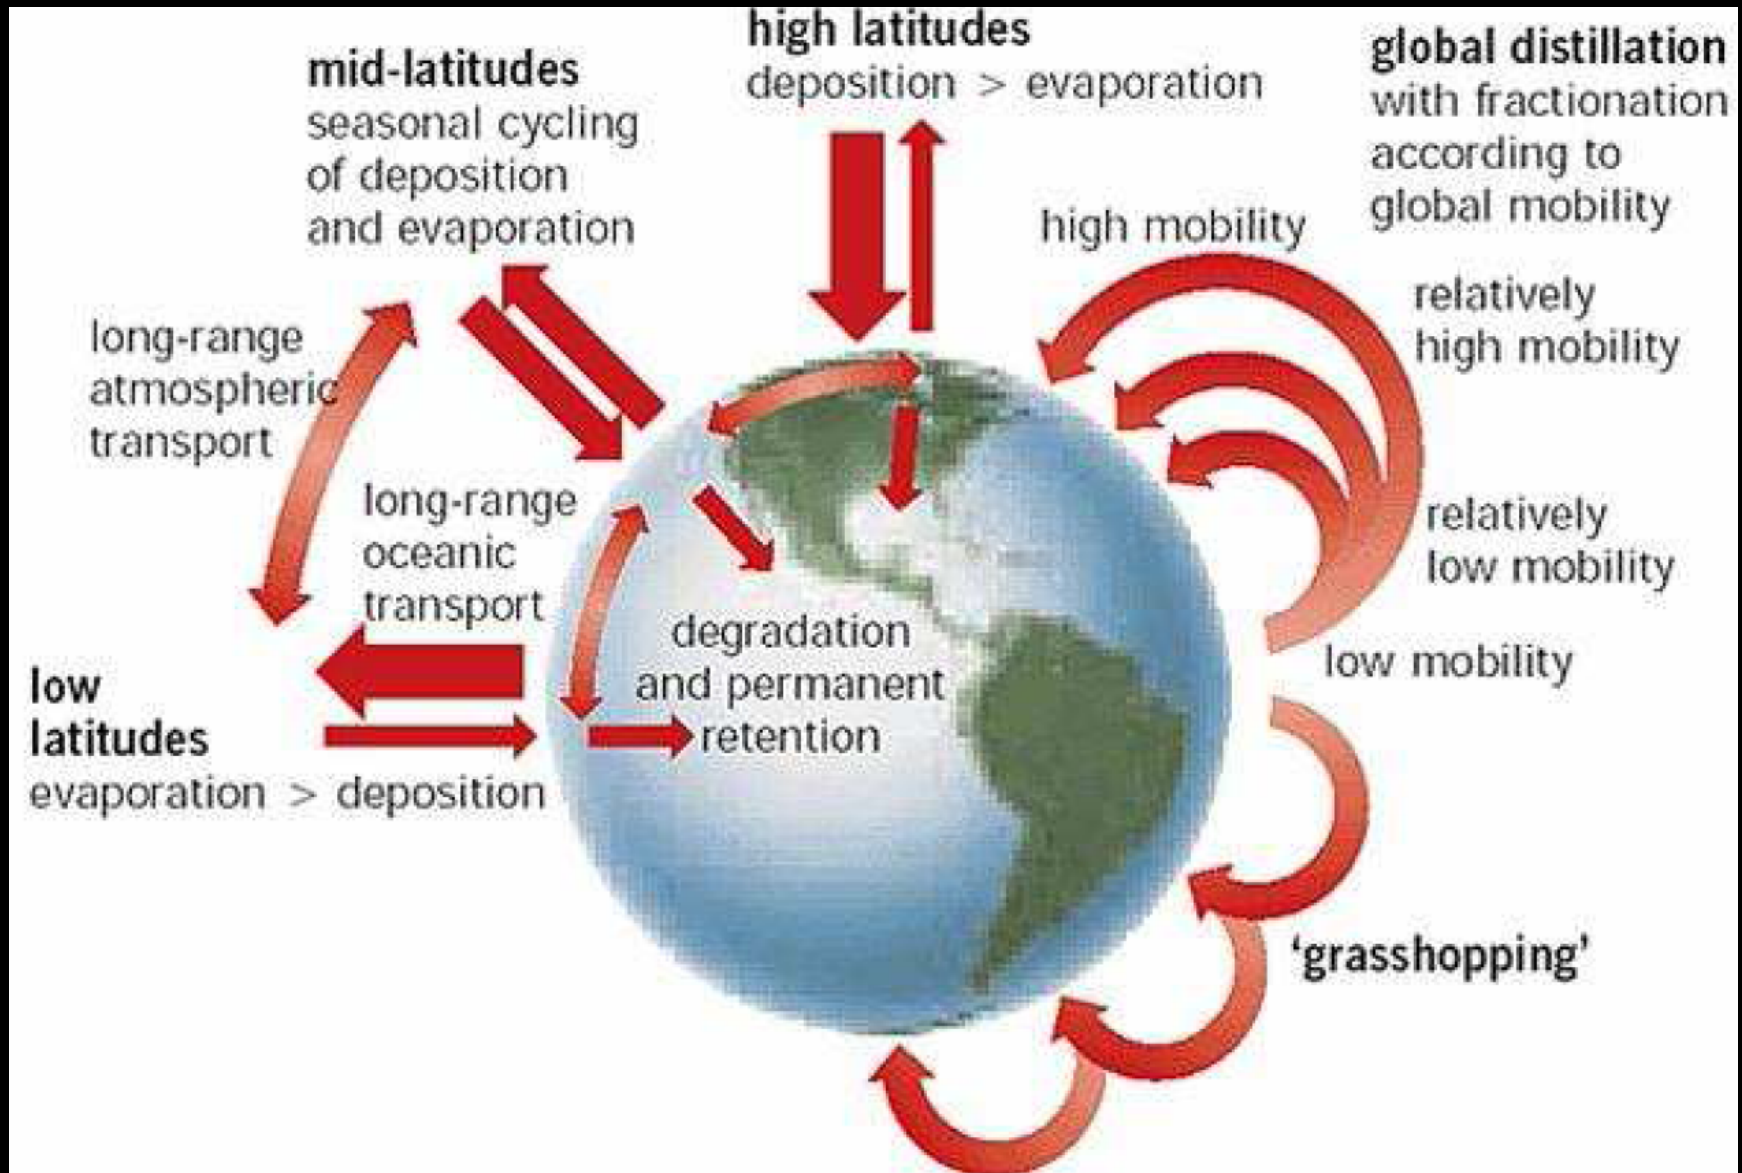 high latitudes
deposition > evaporation
mid-latitudes
seasonal cycling
of deposition
and evaporation
global distillation
with fractionation
according to
global mobility
high mobility
relatively
high mobility
relatively
low mobility
low mobility
long-range
atmospheric
transport
long-range
oceanic
transport
low
latitudes
evaporation > deposition
degradation
and permanent
retention
‘grasshopping’